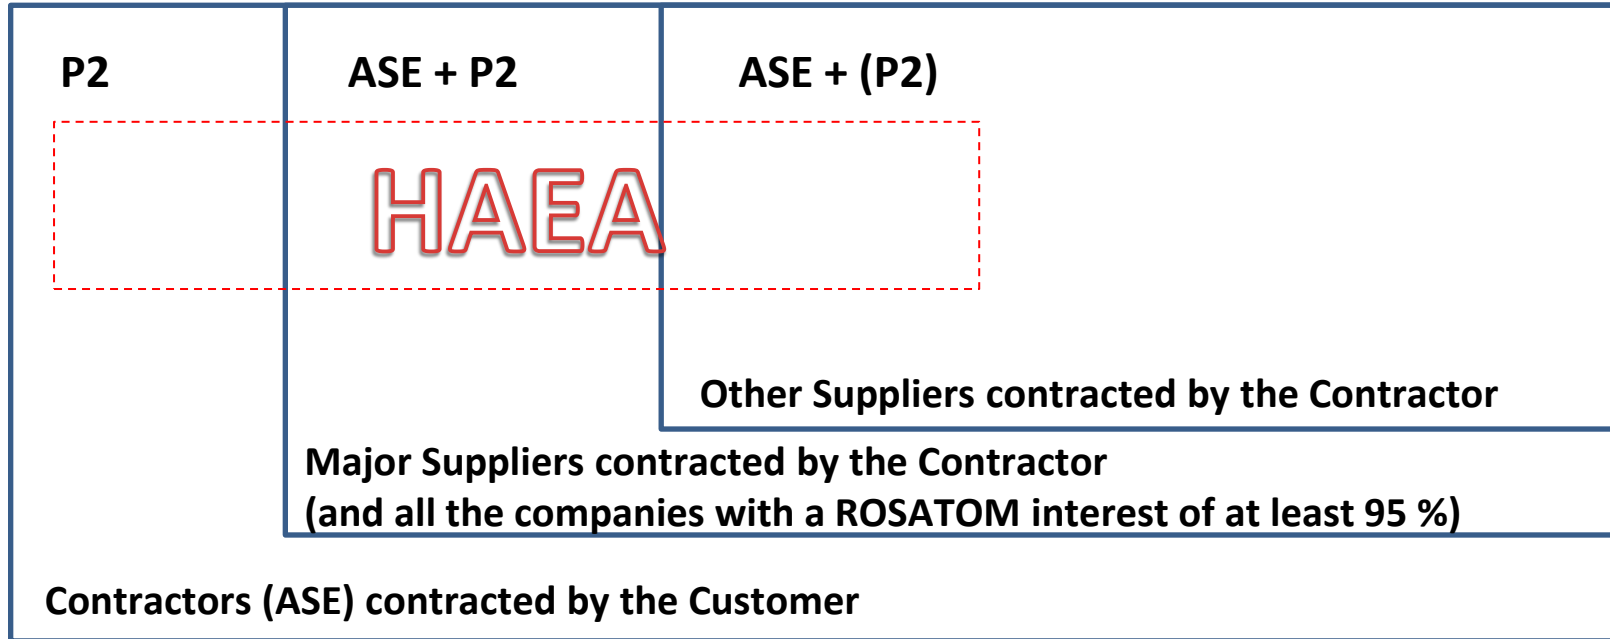 P2
ASE + P2
ASE + (P2)
HAEA
Other Suppliers contracted by the Contractor
Major Suppliers contracted by the Contractor
(and all the companies with a ROSATOM interest of at least 95 %)
Contractors (ASE) contracted by the Customer